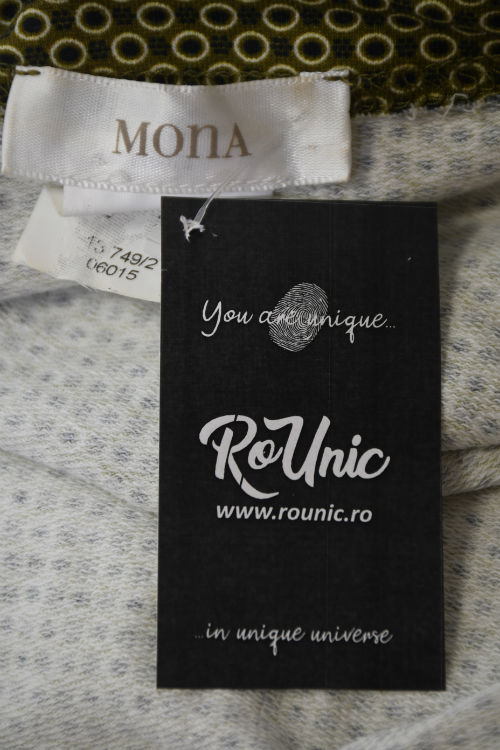 MONA
749/2
06015
You are unique...
RoUnic
www.rounic.ro
...in unique universe